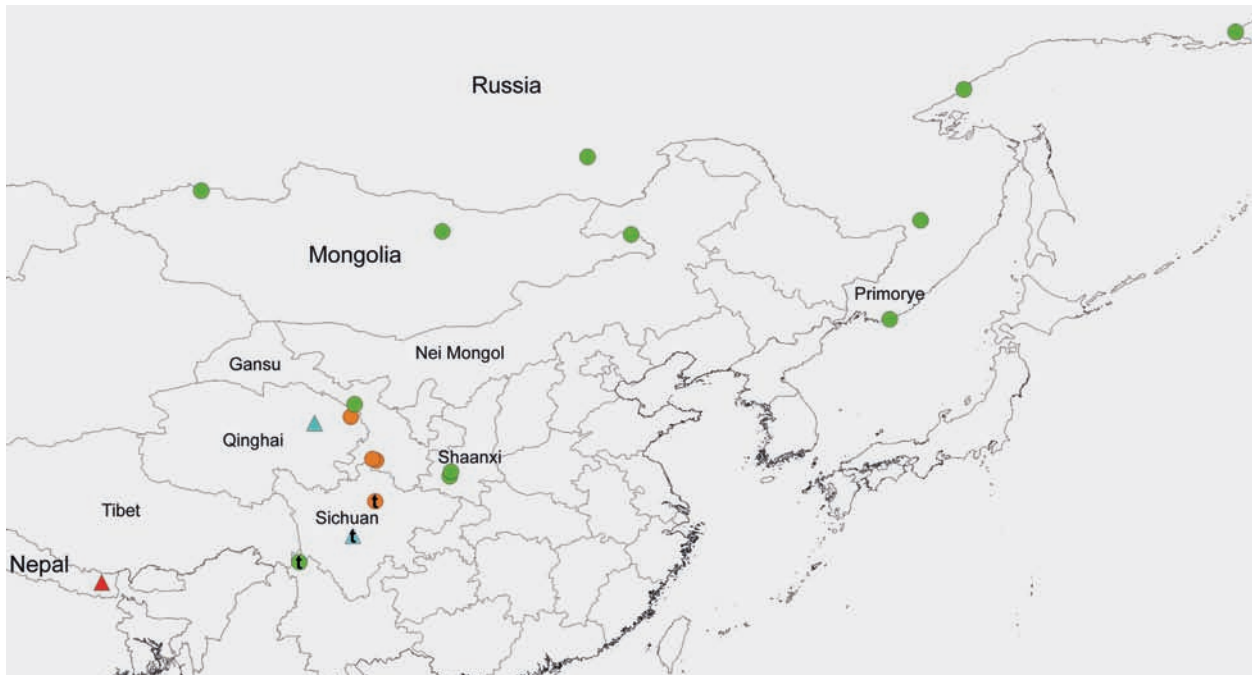 Russia
Mongolia
Primorye
Nei Mongol
Gansu
Qinghai
Shaanxi
t
Sichuan
Tibet
t
Nepal
t